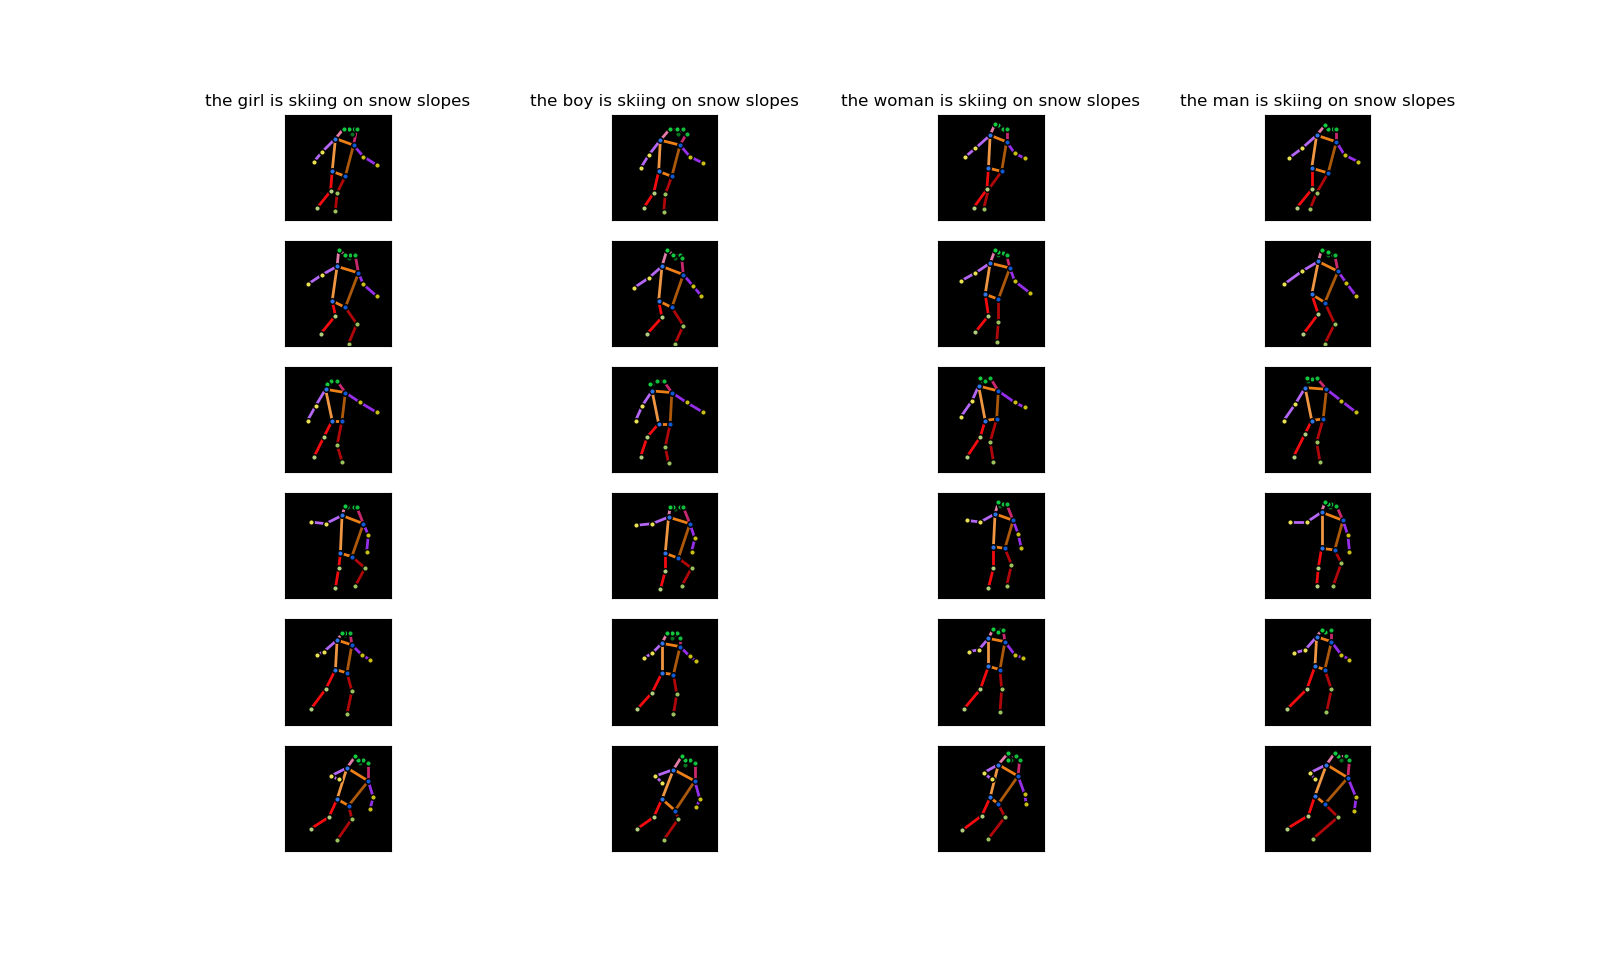 the girl is skiing on snow slopes
the boy is skiing on snow slopes
the woman is skiing on snow slopes
the man is skiing on snow slopes